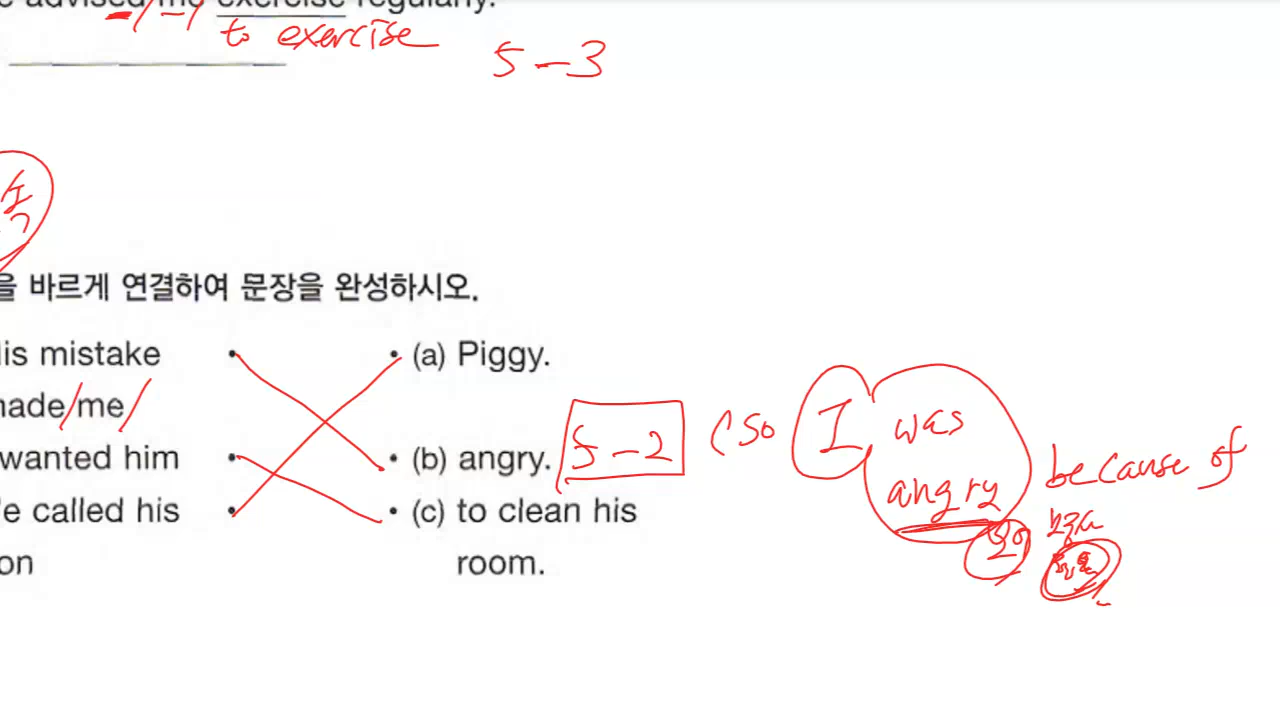 advised me exercise regularly.
to exercise
5-3
을 바르게 연결하여 문장을 완성하시오.
is mistake • • (a) Piggy.
made/me/
wanted him • • (b) angry. 5-2 (so I was angry because of
e called his • • (c) to clean his
on room.